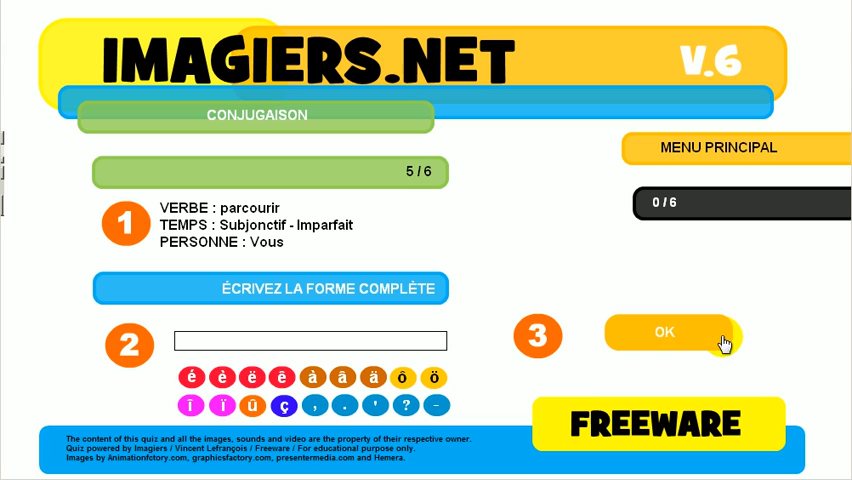 IMAGIERS.NET
V.6
CONJUGAISON
MENU PRINCIPAL
5 / 6
0 / 6
1
VERBE : parcourir
TEMPS : Subjonctif - Imparfait
PERSONNE : Vous
ÉCRIVEZ LA FORME COMPLÈTE
2
3
OK
é è ë ê à â ä ô ö
î ï û ç , . ' ? -
FREEWARE
The content of this quiz and all the images, sounds and video are the property of their respective owner.
Quiz powered by Imagiers / Vincent Lefrançois / Freeware / For educational purpose only.
Images by Animationfctory.com, graphicsfactory.com, presentermedia.com and Hemera.